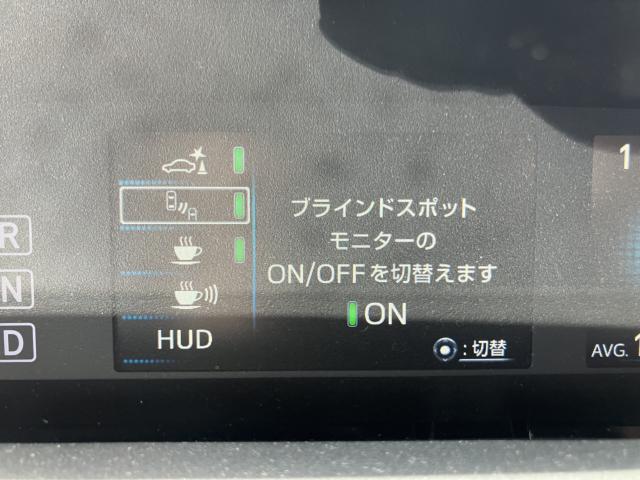 ブラインドスポット
モニターの
ON/OFFを切替えます
ON
:切替
HUD
R
N
D
1
AVG. 1